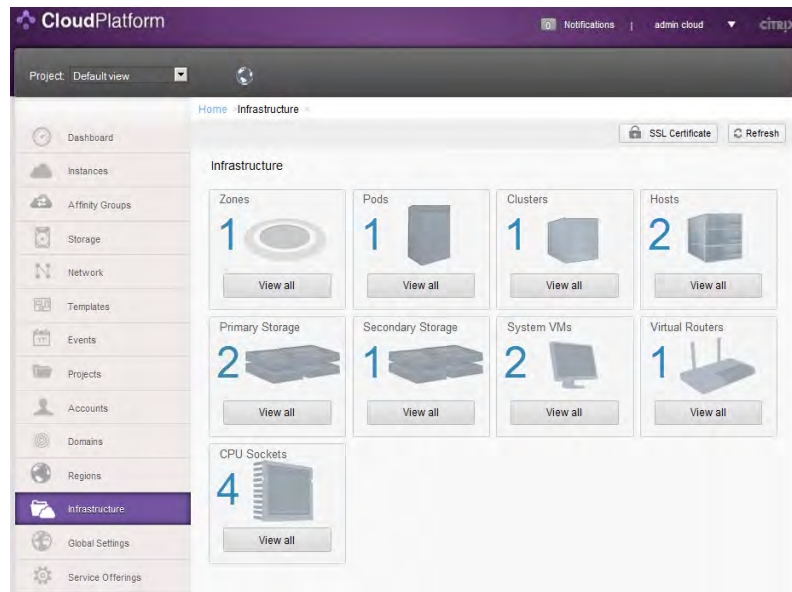 CloudPlatform
0 Notifications | admin cloud
CİTRIX
Project: Default view
Home Infrastructure
SSL Certificate
Refresh
Dashboard
Instances
Affinity Groups
Storage
Network
Templates
Events
Projects
Accounts
Domains
Regions
Infrastructure
Global Settings
Service Offerings
Infrastructure
Zones
1
View all
Pods
1
View all
Clusters
1
View all
Hosts
2
View all
Primary Storage
2
View all
Secondary Storage
1
View all
System VMs
2
View all
Virtual Routers
1
View all
CPU Sockets
4
View all